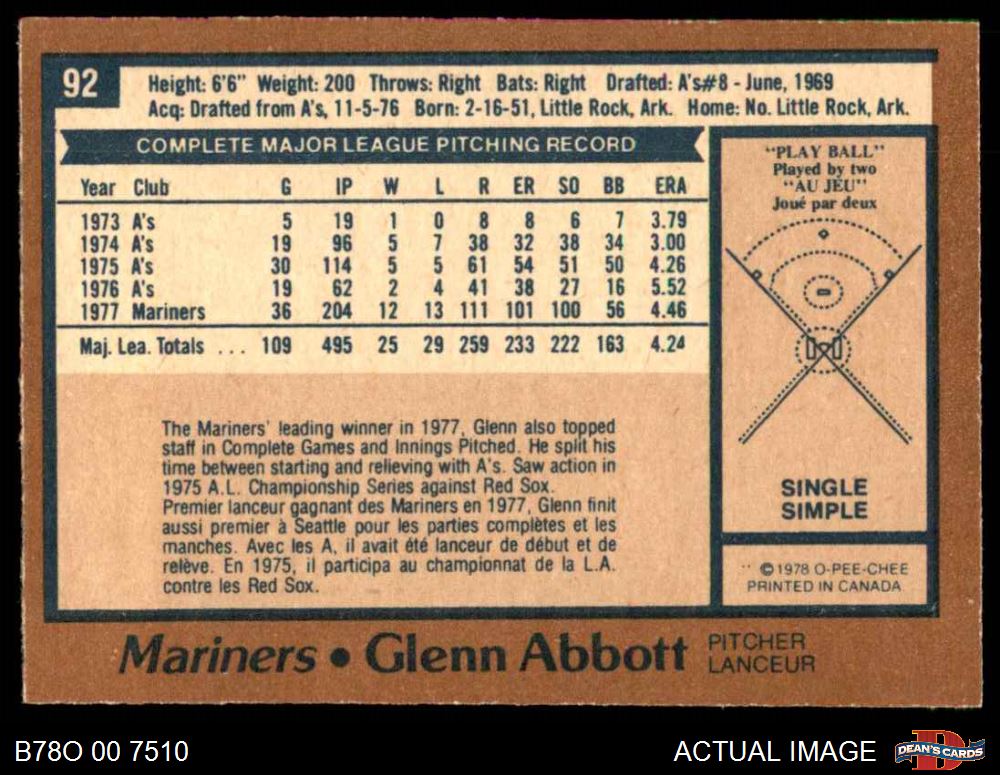 92
Height: 6'6" Weight: 200 Throws: Right Bats: Right Drafted: A's#8 - June, 1969
Acq: Drafted from A's, 11-5-76 Born: 2-16-51, Little Rock, Ark. Home: No. Little Rock, Ark.
COMPLETE MAJOR LEAGUE PITCHING RECORD
Year Club G IP W L R ER SO BB ERA
1973 A's 5 19 1 0 8 8 6 7 3.79
1974 A's 19 96 5 7 38 32 38 34 3.00
1975 A's 30 114 5 5 61 54 51 50 4.26
1976 A's 19 62 2 4 41 38 27 16 5.52
1977 Mariners 36 204 12 13 111 101 100 56 4.46
Maj. Lea. Totals ... 109 495 25 29 259 233 222 163 4.24
The Mariners' leading winner in 1977, Glenn also topped
staff in Complete Games and Innings Pitched. He split his
time between starting and relieving with A's. Saw action in
1975 A.L. Championship Series against Red Sox.
Premier lanceur gagnant des Mariners en 1977, Glenn finit
aussi premier à Seattle pour les parties complètes et les
manches. Avec les A, il avait été lanceur de début et de
relève. En 1975, il participa au championnat de la L.A.
contre les Red Sox.
"PLAY BALL"
Played by two
"AU JEU"
Joué par deux
SINGLE
SIMPLE
©1978 O-PEE-CHEE
PRINTED IN CANADA
Mariners • Glenn Abbott
PITCHER
LANCEUR
B78O 00 7510
ACTUAL IMAGE
DEAN'S CARDS